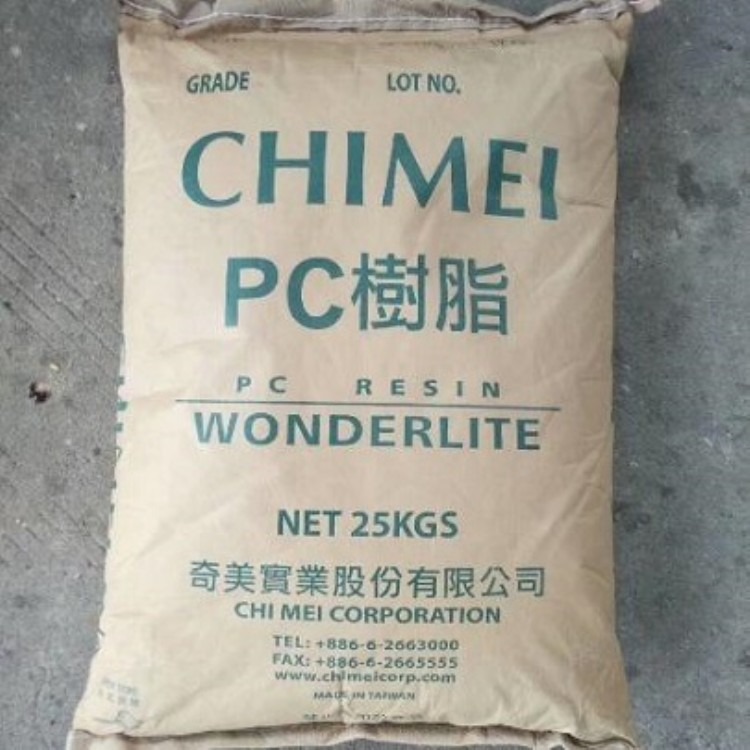 GRADE LOT NO.
CHIMEI
PC樹脂
PC RESIN
WONDERLITE
NET 25KGS
奇美實業股份有限公司
CHI MEI CORPORATION
TEL: +886-6-2663000
FAX: +886-6-2665555
www.chimeicorp.com
MADE IN TAIWAN